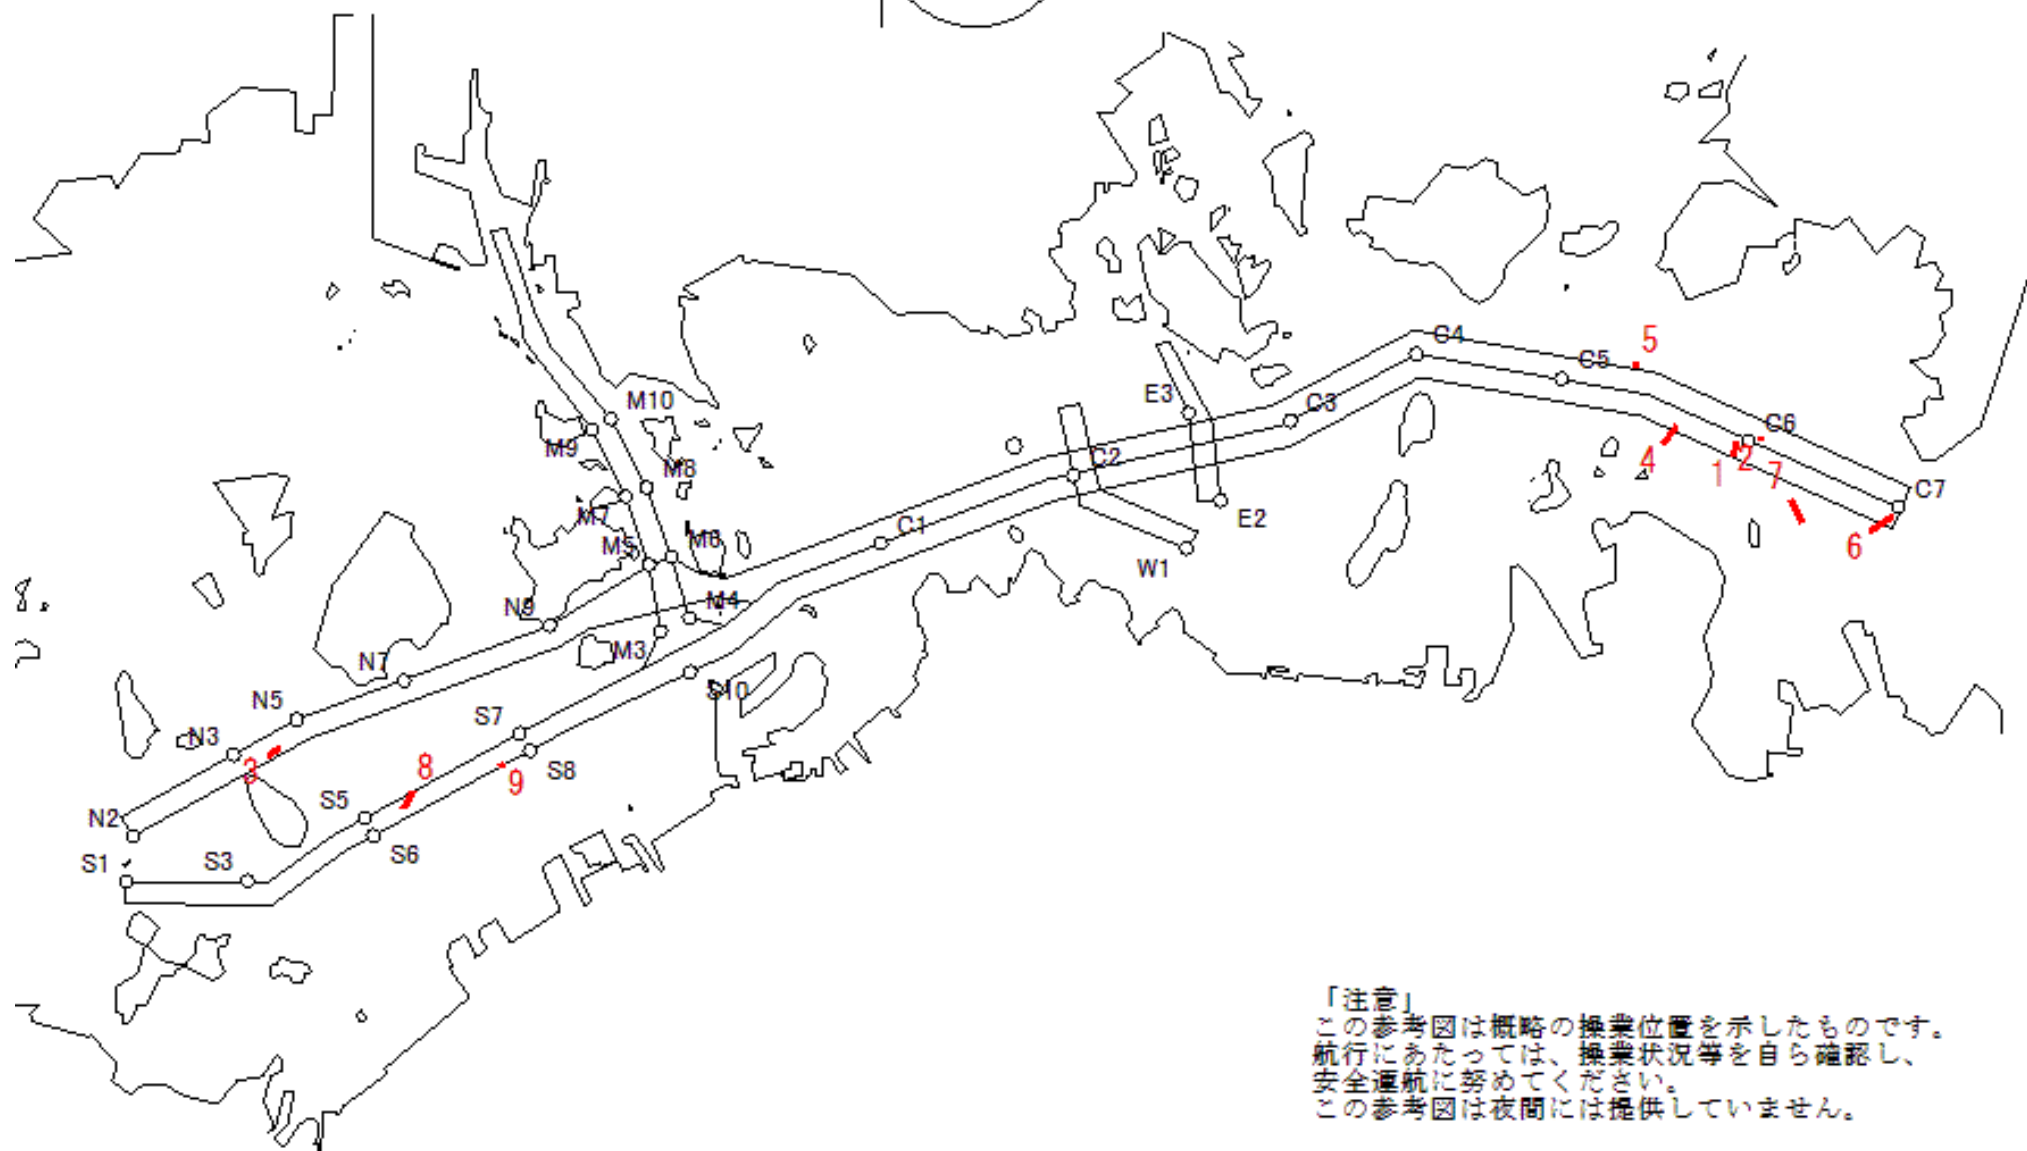 C4
5
C5
E3
M10
C3
C6
M9
C2
4
1
2
7
M8
C7
E2
M7
C1
M5
M6
6
W1
N9
M4
M3
N7
S10
N5
S7
N3
3
8
9
S8
S5
N2
S6
S1
S3
「注意」
この参考図は概略の操業位置を示したものです。
航行にあたっては、操業状況等を自ら確認し、
安全運航に努めてください。
この参考図は夜間には提供していません。